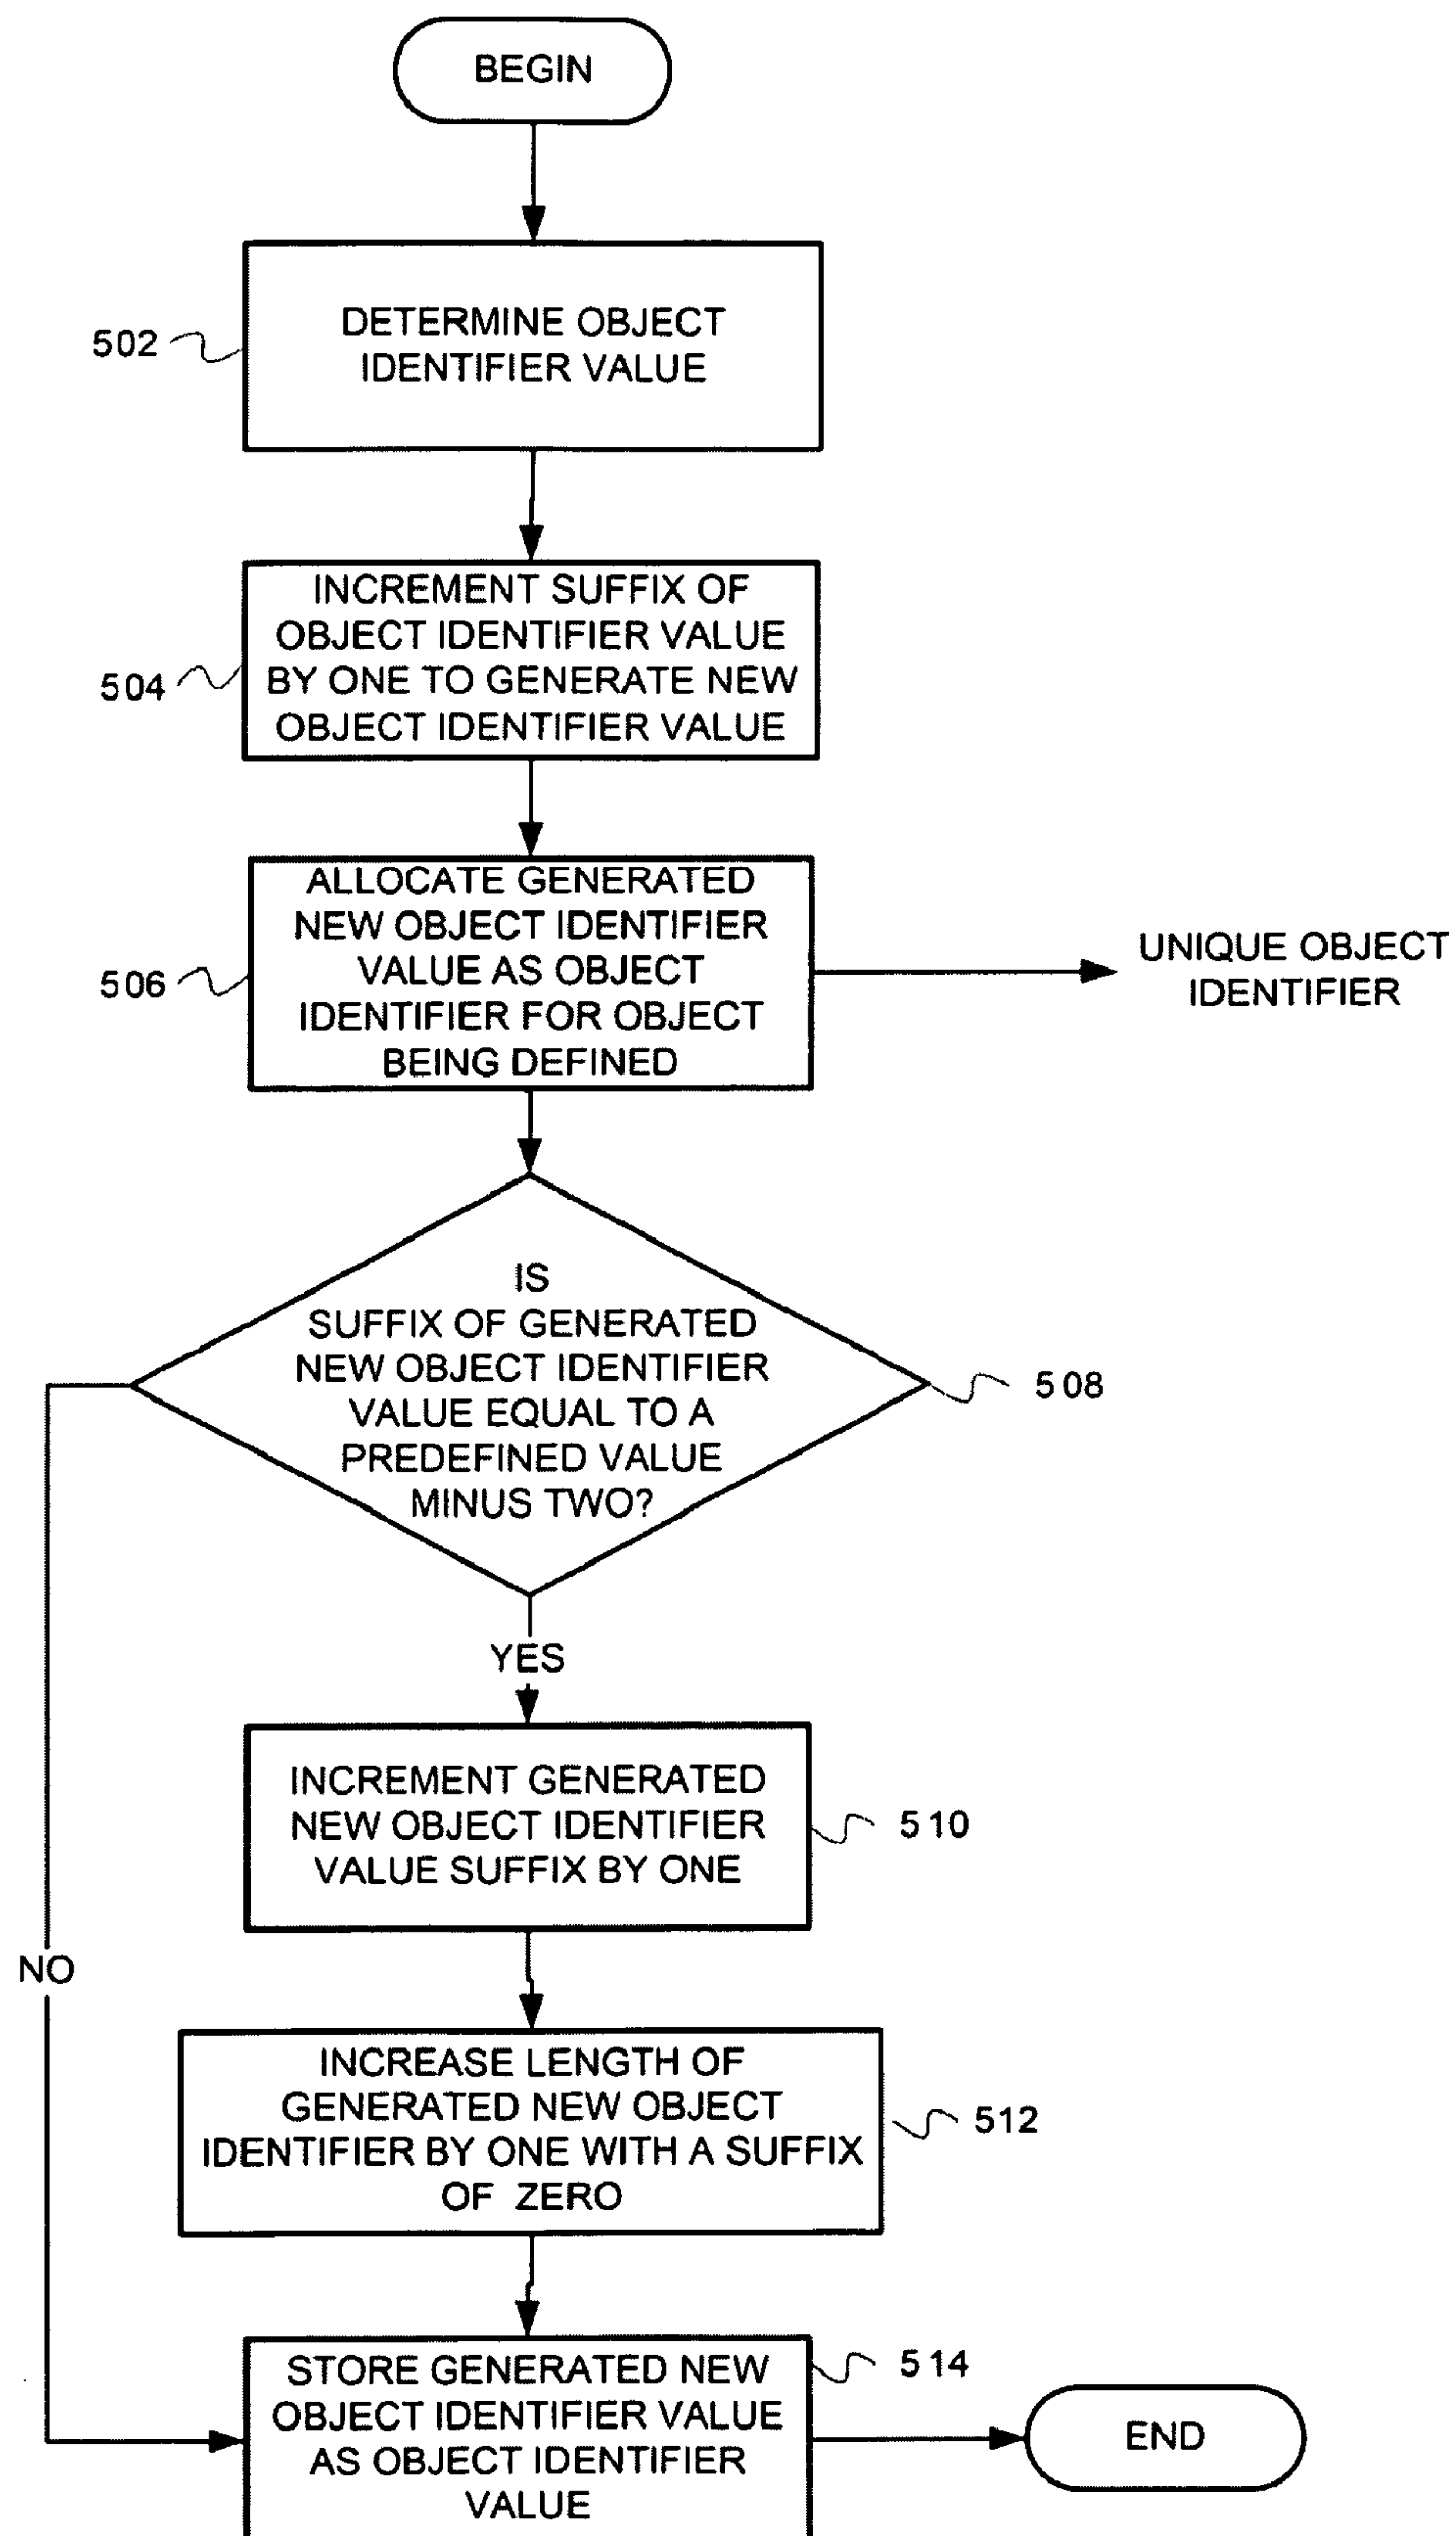 BEGIN
502
DETERMINE OBJECT
IDENTIFIER VALUE
504
INCREMENT SUFFIX OF
OBJECT IDENTIFIER VALUE
BY ONE TO GENERATE NEW
OBJECT IDENTIFIER VALUE
506
ALLOCATE GENERATED
NEW OBJECT IDENTIFIER
VALUE AS OBJECT
IDENTIFIER FOR OBJECT
BEING DEFINED
UNIQUE OBJECT
IDENTIFIER
IS
SUFFIX OF GENERATED
NEW OBJECT IDENTIFIER
VALUE EQUAL TO A
PREDEFINED VALUE
MINUS TWO?
508
YES
INCREMENT GENERATED
NEW OBJECT IDENTIFIER
VALUE SUFFIX BY ONE
510
NO
INCREASE LENGTH OF
GENERATED NEW OBJECT
IDENTIFIER BY ONE WITH A SUFFIX
OF ZERO
512
STORE GENERATED NEW
OBJECT IDENTIFIER VALUE
AS OBJECT IDENTIFIER
VALUE
514
END